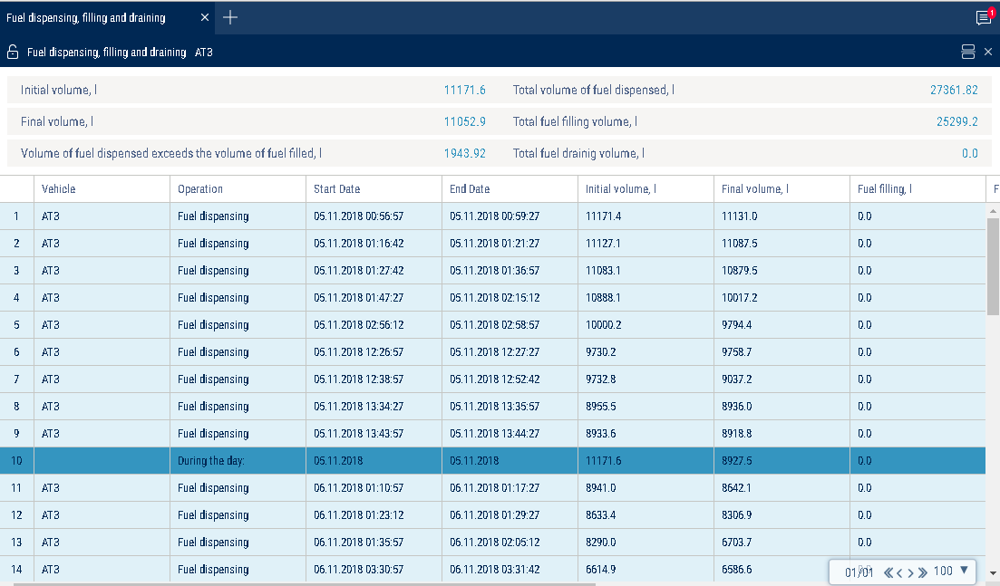 Fuel dispensing, filling and draining
1
Fuel dispensing, filling and draining AT3
Initial volume, l 11171.6 Total volume of fuel dispensed, l 27361.82
Final volume, l 11052.9 Total fuel filling volume, l 25299.2
Volume of fuel dispensed exceeds the volume of fuel filled, l 1943.92 Total fuel drainig volume, l 0.0
Vehicle Operation Start Date End Date Initial volume, l Final volume, l Fuel filling, l F
1 AT3 Fuel dispensing 05.11.2018 00:56:57 05.11.2018 00:59:27 11171.4 11131.0 0.0
2 AT3 Fuel dispensing 05.11.2018 01:16:42 05.11.2018 01:21:27 11127.1 11087.5 0.0
3 AT3 Fuel dispensing 05.11.2018 01:27:42 05.11.2018 01:36:57 11083.1 10879.5 0.0
4 AT3 Fuel dispensing 05.11.2018 01:47:27 05.11.2018 02:15:12 10888.1 10017.2 0.0
5 AT3 Fuel dispensing 05.11.2018 02:56:12 05.11.2018 02:58:57 10000.2 9794.4 0.0
6 AT3 Fuel dispensing 05.11.2018 12:26:57 05.11.2018 12:27:27 9730.2 9758.7 0.0
7 AT3 Fuel dispensing 05.11.2018 12:38:57 05.11.2018 12:52:42 9732.8 9037.2 0.0
8 AT3 Fuel dispensing 05.11.2018 13:34:27 05.11.2018 13:35:57 8955.5 8936.0 0.0
9 AT3 Fuel dispensing 05.11.2018 13:43:57 05.11.2018 13:44:27 8933.6 8918.8 0.0
10 During the day: 05.11.2018 05.11.2018 11171.6 8927.5 0.0
11 AT3 Fuel dispensing 06.11.2018 01:10:57 06.11.2018 01:17:27 8941.0 8642.1 0.0
12 AT3 Fuel dispensing 06.11.2018 01:23:12 06.11.2018 01:29:27 8633.4 8306.9 0.0
13 AT3 Fuel dispensing 06.11.2018 01:35:57 06.11.2018 02:05:12 8290.0 6703.7 0.0
14 AT3 Fuel dispensing 06.11.2018 03:30:57 06.11.2018 03:31:42 6614.9 6586.6
01/01 100